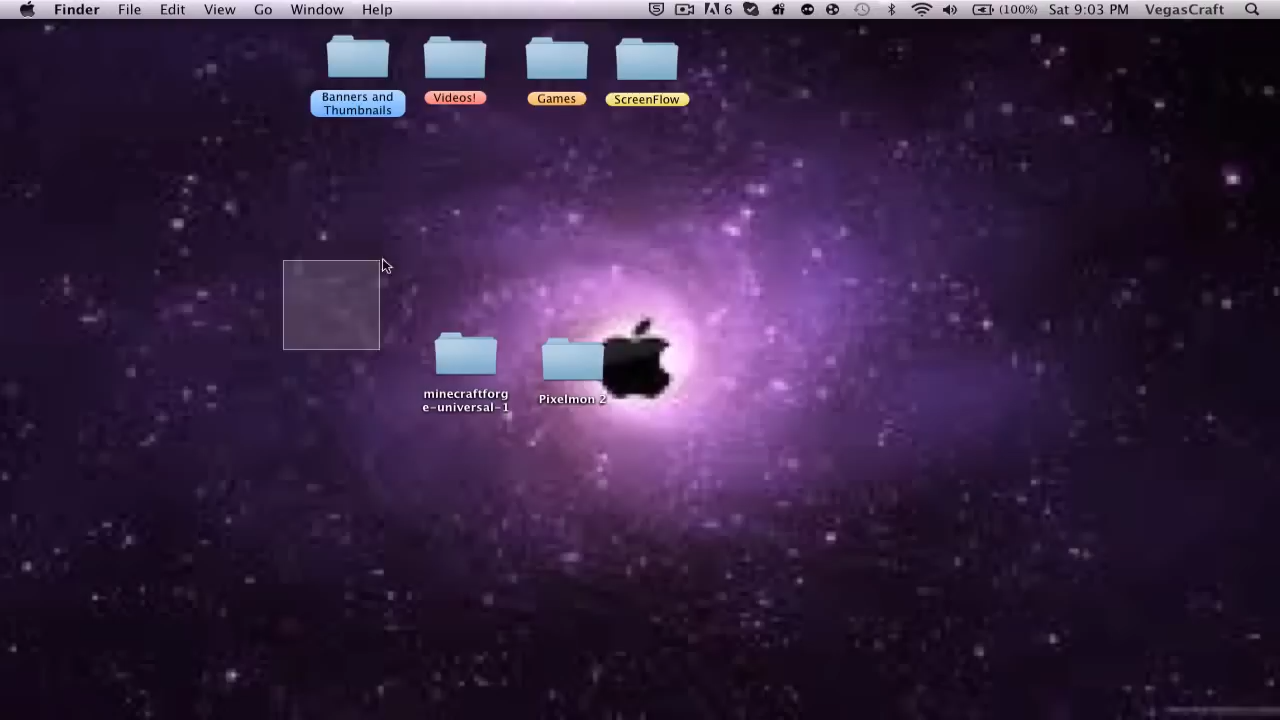 Finder File Edit View Go Window Help 6 (100%) Sat 9:03 PM VegasCraft
Banners and
Thumbnails
Videos!
Games
ScreenFlow
minecraftforg
e-universal-1
Pixelmon 2